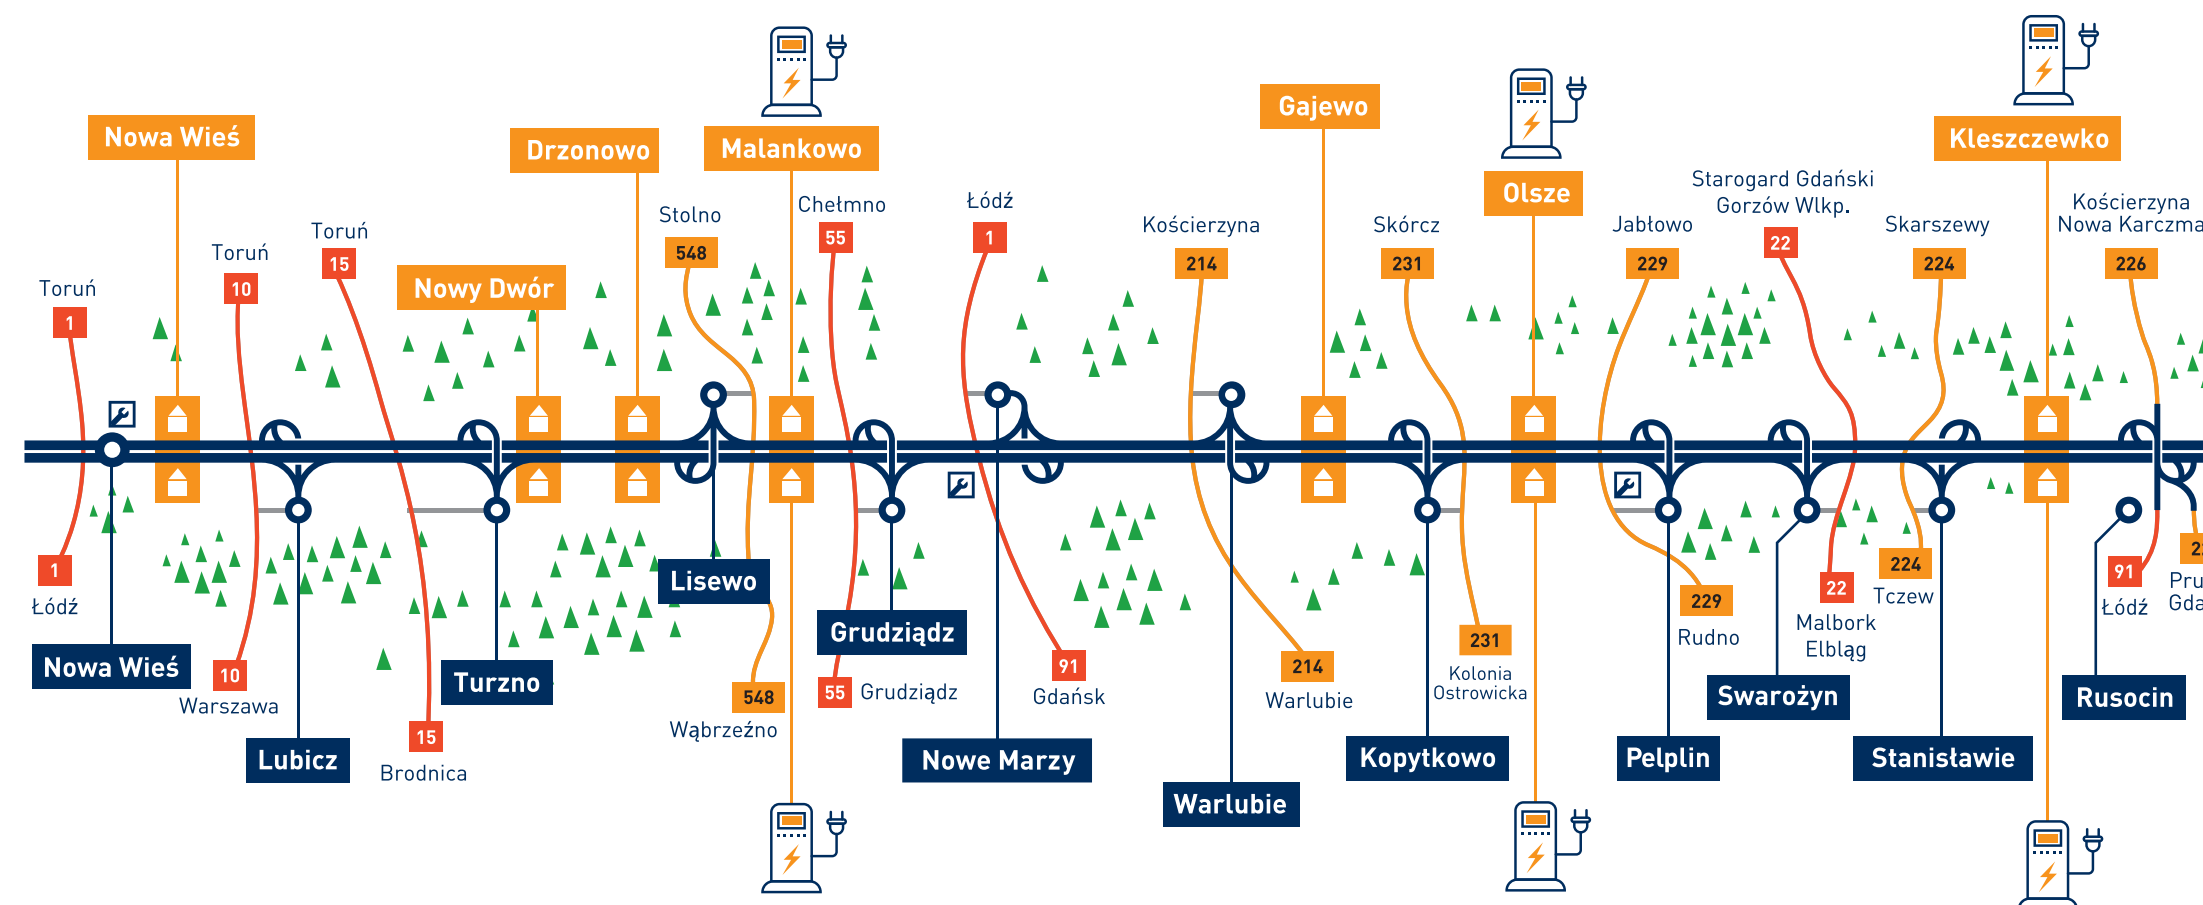 Nowa Wieś
Drzonowo
Malankowo
Gajewo
Olsze
Kleszczewko
Nowy Dwór
Toruń
1
Toruń
10
Toruń
15
Stolno
548
Chełmno
55
Łódź
1
Kościerzyna
214
Skórcz
231
Jabłowo
229
Starogard Gdański
Gorzów Wlkp.
22
Skarszewy
224
Kościerzyna
Nowa Karczma
226
1
Łódź
Nowa Wieś
10
Warszawa
Lubicz
15
Brodnica
Turzno
Lisewo
548
Wąbrzeźno
Grudziądz
55
Grudziądz
91
Gdańsk
Nowe Marzy
214
Warlubie
Warlubie
231
Kolonia
Ostrowicka
Kopytkowo
229
Rudno
Pelplin
22
Malbork
Elbląg
Swarożyn
224
Tczew
Stanisławie
91
Łódź
Rusocin